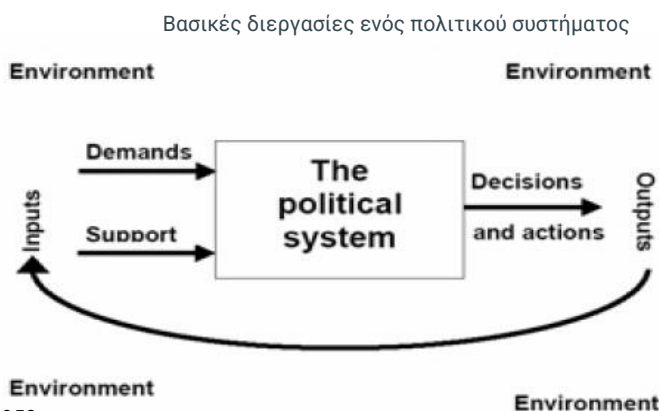 Βασικές διεργασίες ενός πολιτικού συστήματος
Environment
Environment
Demands
Support
Inputs
The
political
system
Decisions
and actions
Outputs
Environment
Environment